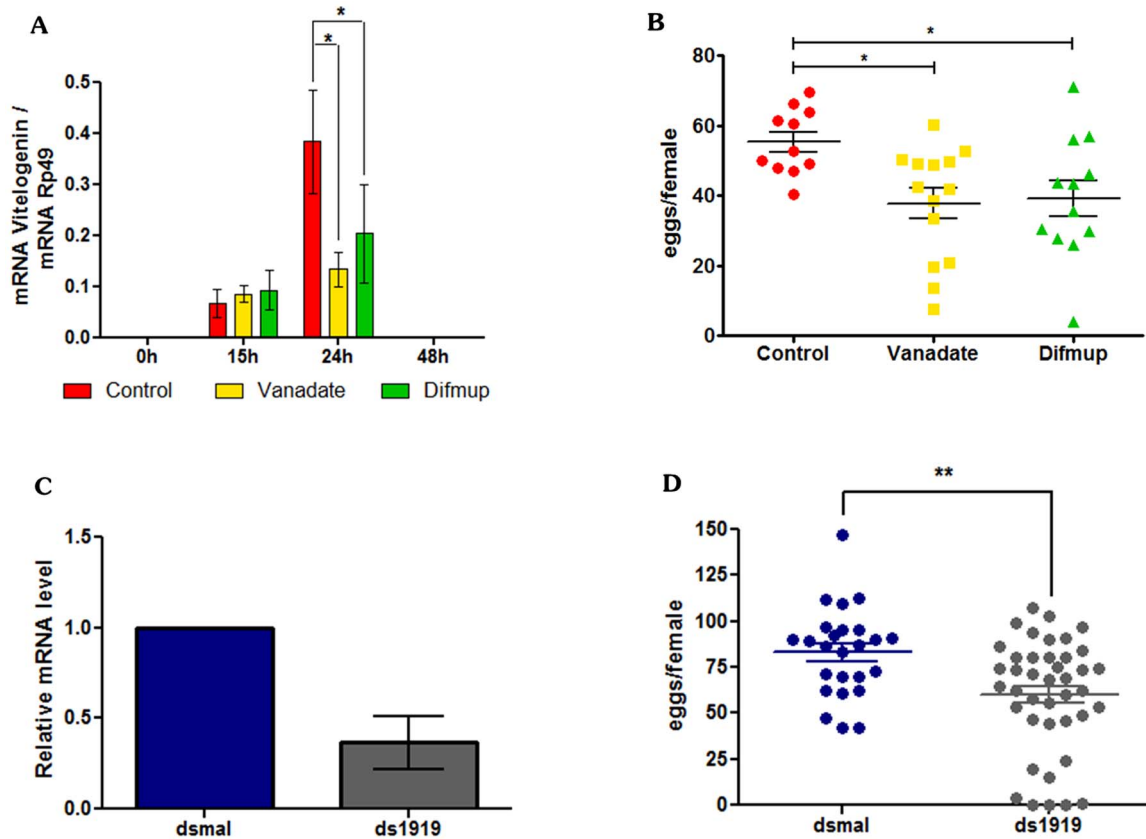 A
mRNA Vitelogenin /
mRNA Rp49
* 
*
0.5
0.4
0.3
0.2
0.1
0.0
0h 15h 24h 48h
Control Vanadate Difmup
B
eggs/female
*
*
80
60
40
20
0
Control Vanadate Difmup
C
Relative mRNA level
1.5
1.0
0.5
0.0
dsmal ds1919
D
eggs/female
**
150
125
100
75
50
25
0
dsmal ds1919